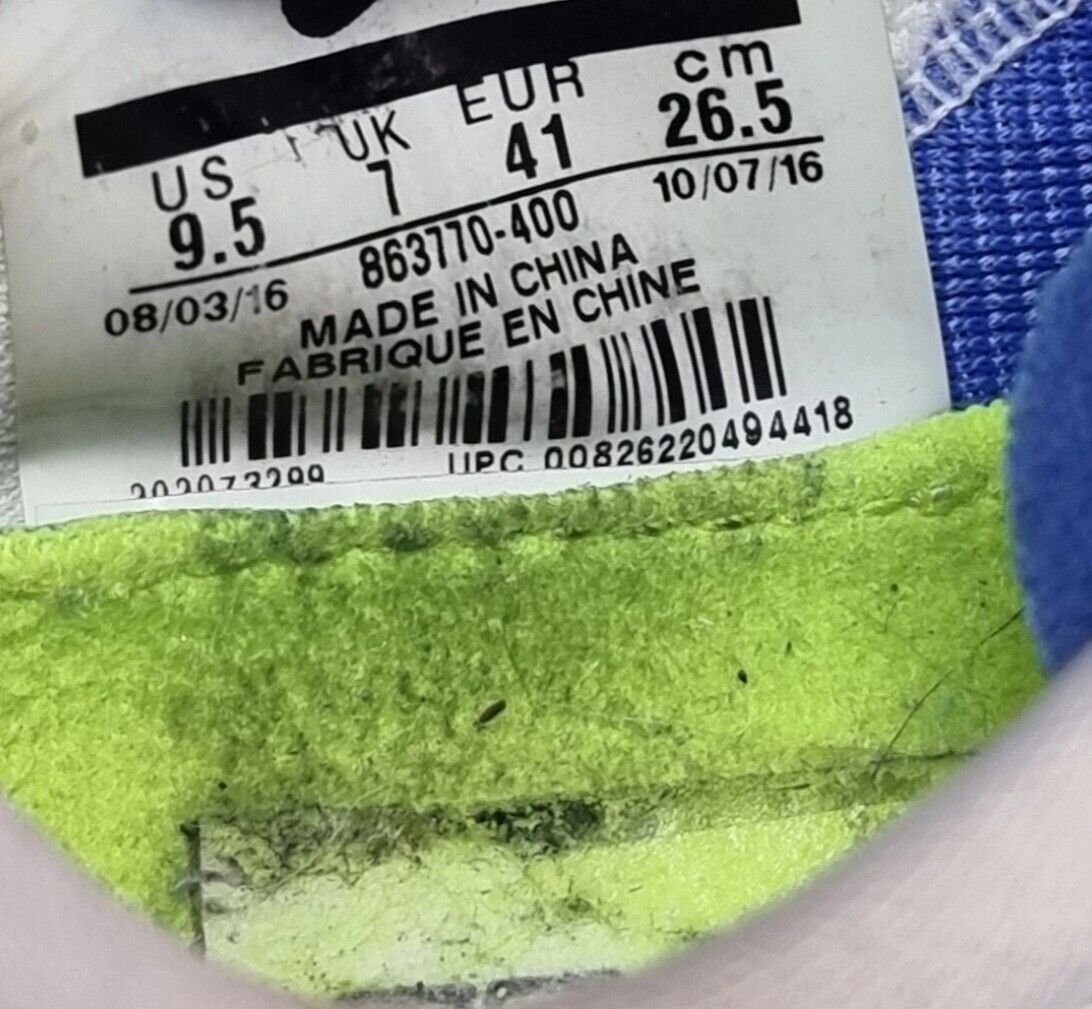 US UK EUR cm
9.5 7 41 26.5
08/03/16 863770-400 10/07/16
MADE IN CHINA
FABRIQUE EN CHINE
UPC 00826220494418